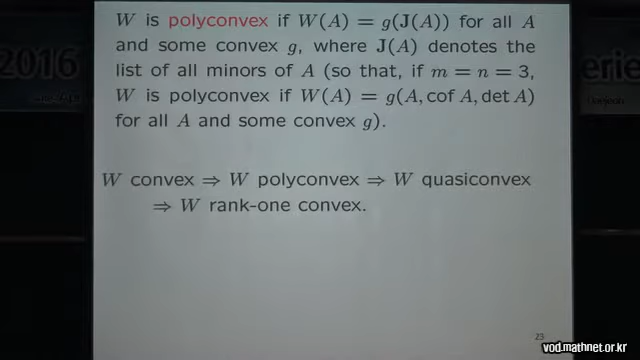 W is polyconvex if W(A) = g(J(A)) for all A
and some convex g, where J(A) denotes the
list of all minors of A (so that, if m = n = 3,
W is polyconvex if W(A) = g(A, cof A, det A)
for all A and some convex g).
W convex ⇒ W polyconvex ⇒ W quasiconvex
⇒ W rank-one convex.
2016
erie
23
vod.mathnet.or.kr